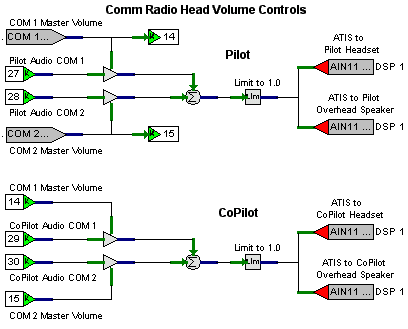 Comm Radio Head Volume Controls
COM 1 Master Volume
COM 1...
14
Pilot
ATIS to
Pilot Headset
Pilot Audio COM 1
27
AIN11 ...
DSP 1
Limit to 1.0
28
Σ
Lim
ATIS to Pilot
Overhead Speaker
Pilot Audio COM 2
AIN11 ...
DSP 1
COM 2...
15
COM 2 Master Volume
COM 1 Master Volume
14
CoPilot
ATIS to
CoPilot Headset
CoPilot Audio COM 1
29
AIN11 ...
DSP 1
Limit to 1.0
30
Σ
Lim
ATIS to CoPilot
Overhead Speaker
CoPilot Audio COM 2
AIN11 ...
DSP 1
15
COM 2 Master Volume